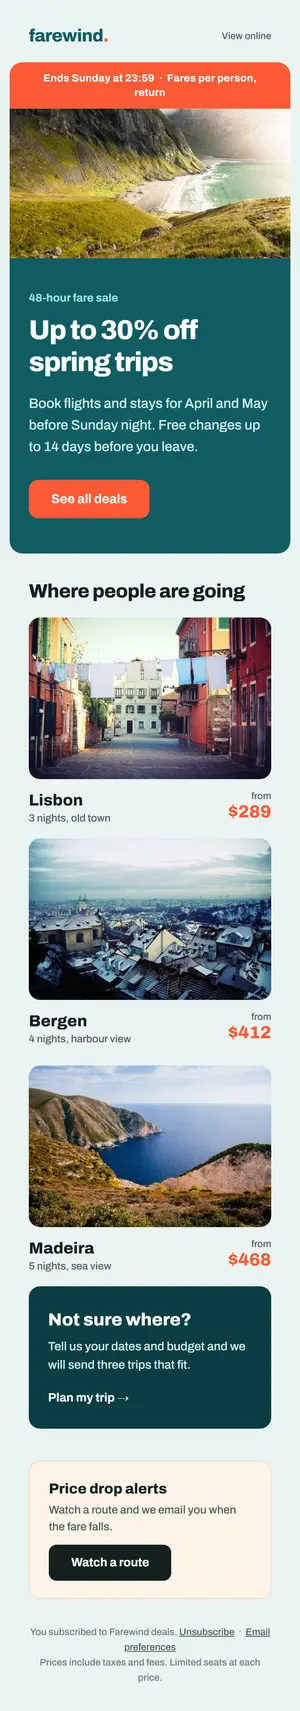 farewind.
View online
Ends Sunday at 23:59 · Fares per person,
return
48-hour fare sale
Up to 30% off
spring trips
Book flights and stays for April and May
before Sunday night. Free changes up
to 14 days before you leave.
See all deals
Where people are going
Lisbon
3 nights, old town
from
$289
Bergen
4 nights, harbour view
from
$412
Madeira
5 nights, sea view
from
$468
Not sure where?
Tell us your dates and budget and we
will send three trips that fit.
Plan my trip →
Price drop alerts
Watch a route and we email you when
the fare falls.
Watch a route
You subscribed to Farewind deals. Unsubscribe · Email
preferences
Prices include taxes and fees. Limited seats at each
price.